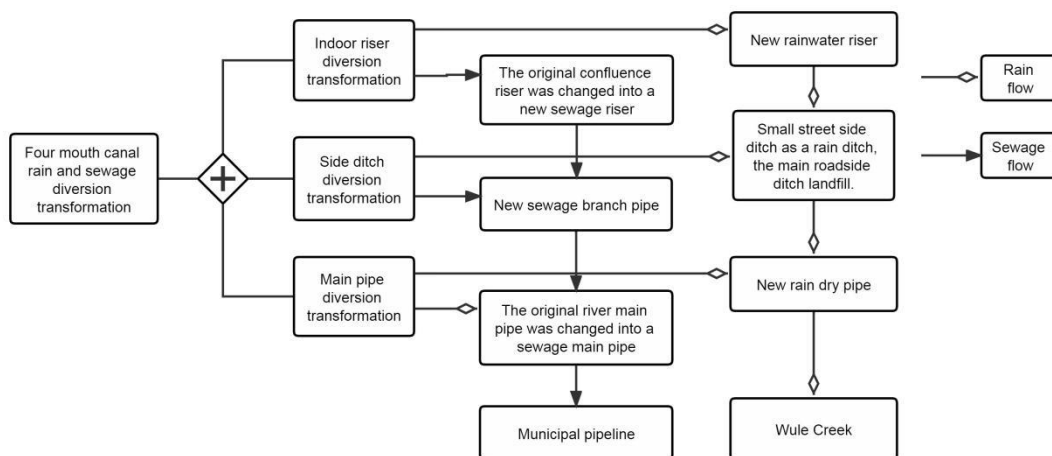 Four mouth canal
rain and sewage
diversion
transformation
Indoor riser
diversion
transformation
Side ditch
diversion
transformation
Main pipe
diversion
transformation
The original confluence
riser was changed into a
new sewage riser
New sewage branch pipe
The original river main
pipe was changed into a
sewage main pipe
Municipal pipeline
New rainwater riser
Small street side
ditch as a rain ditch,
the main roadside
ditch landfill.
New rain dry pipe
Wule Creek
Rain
flow
Sewage
flow